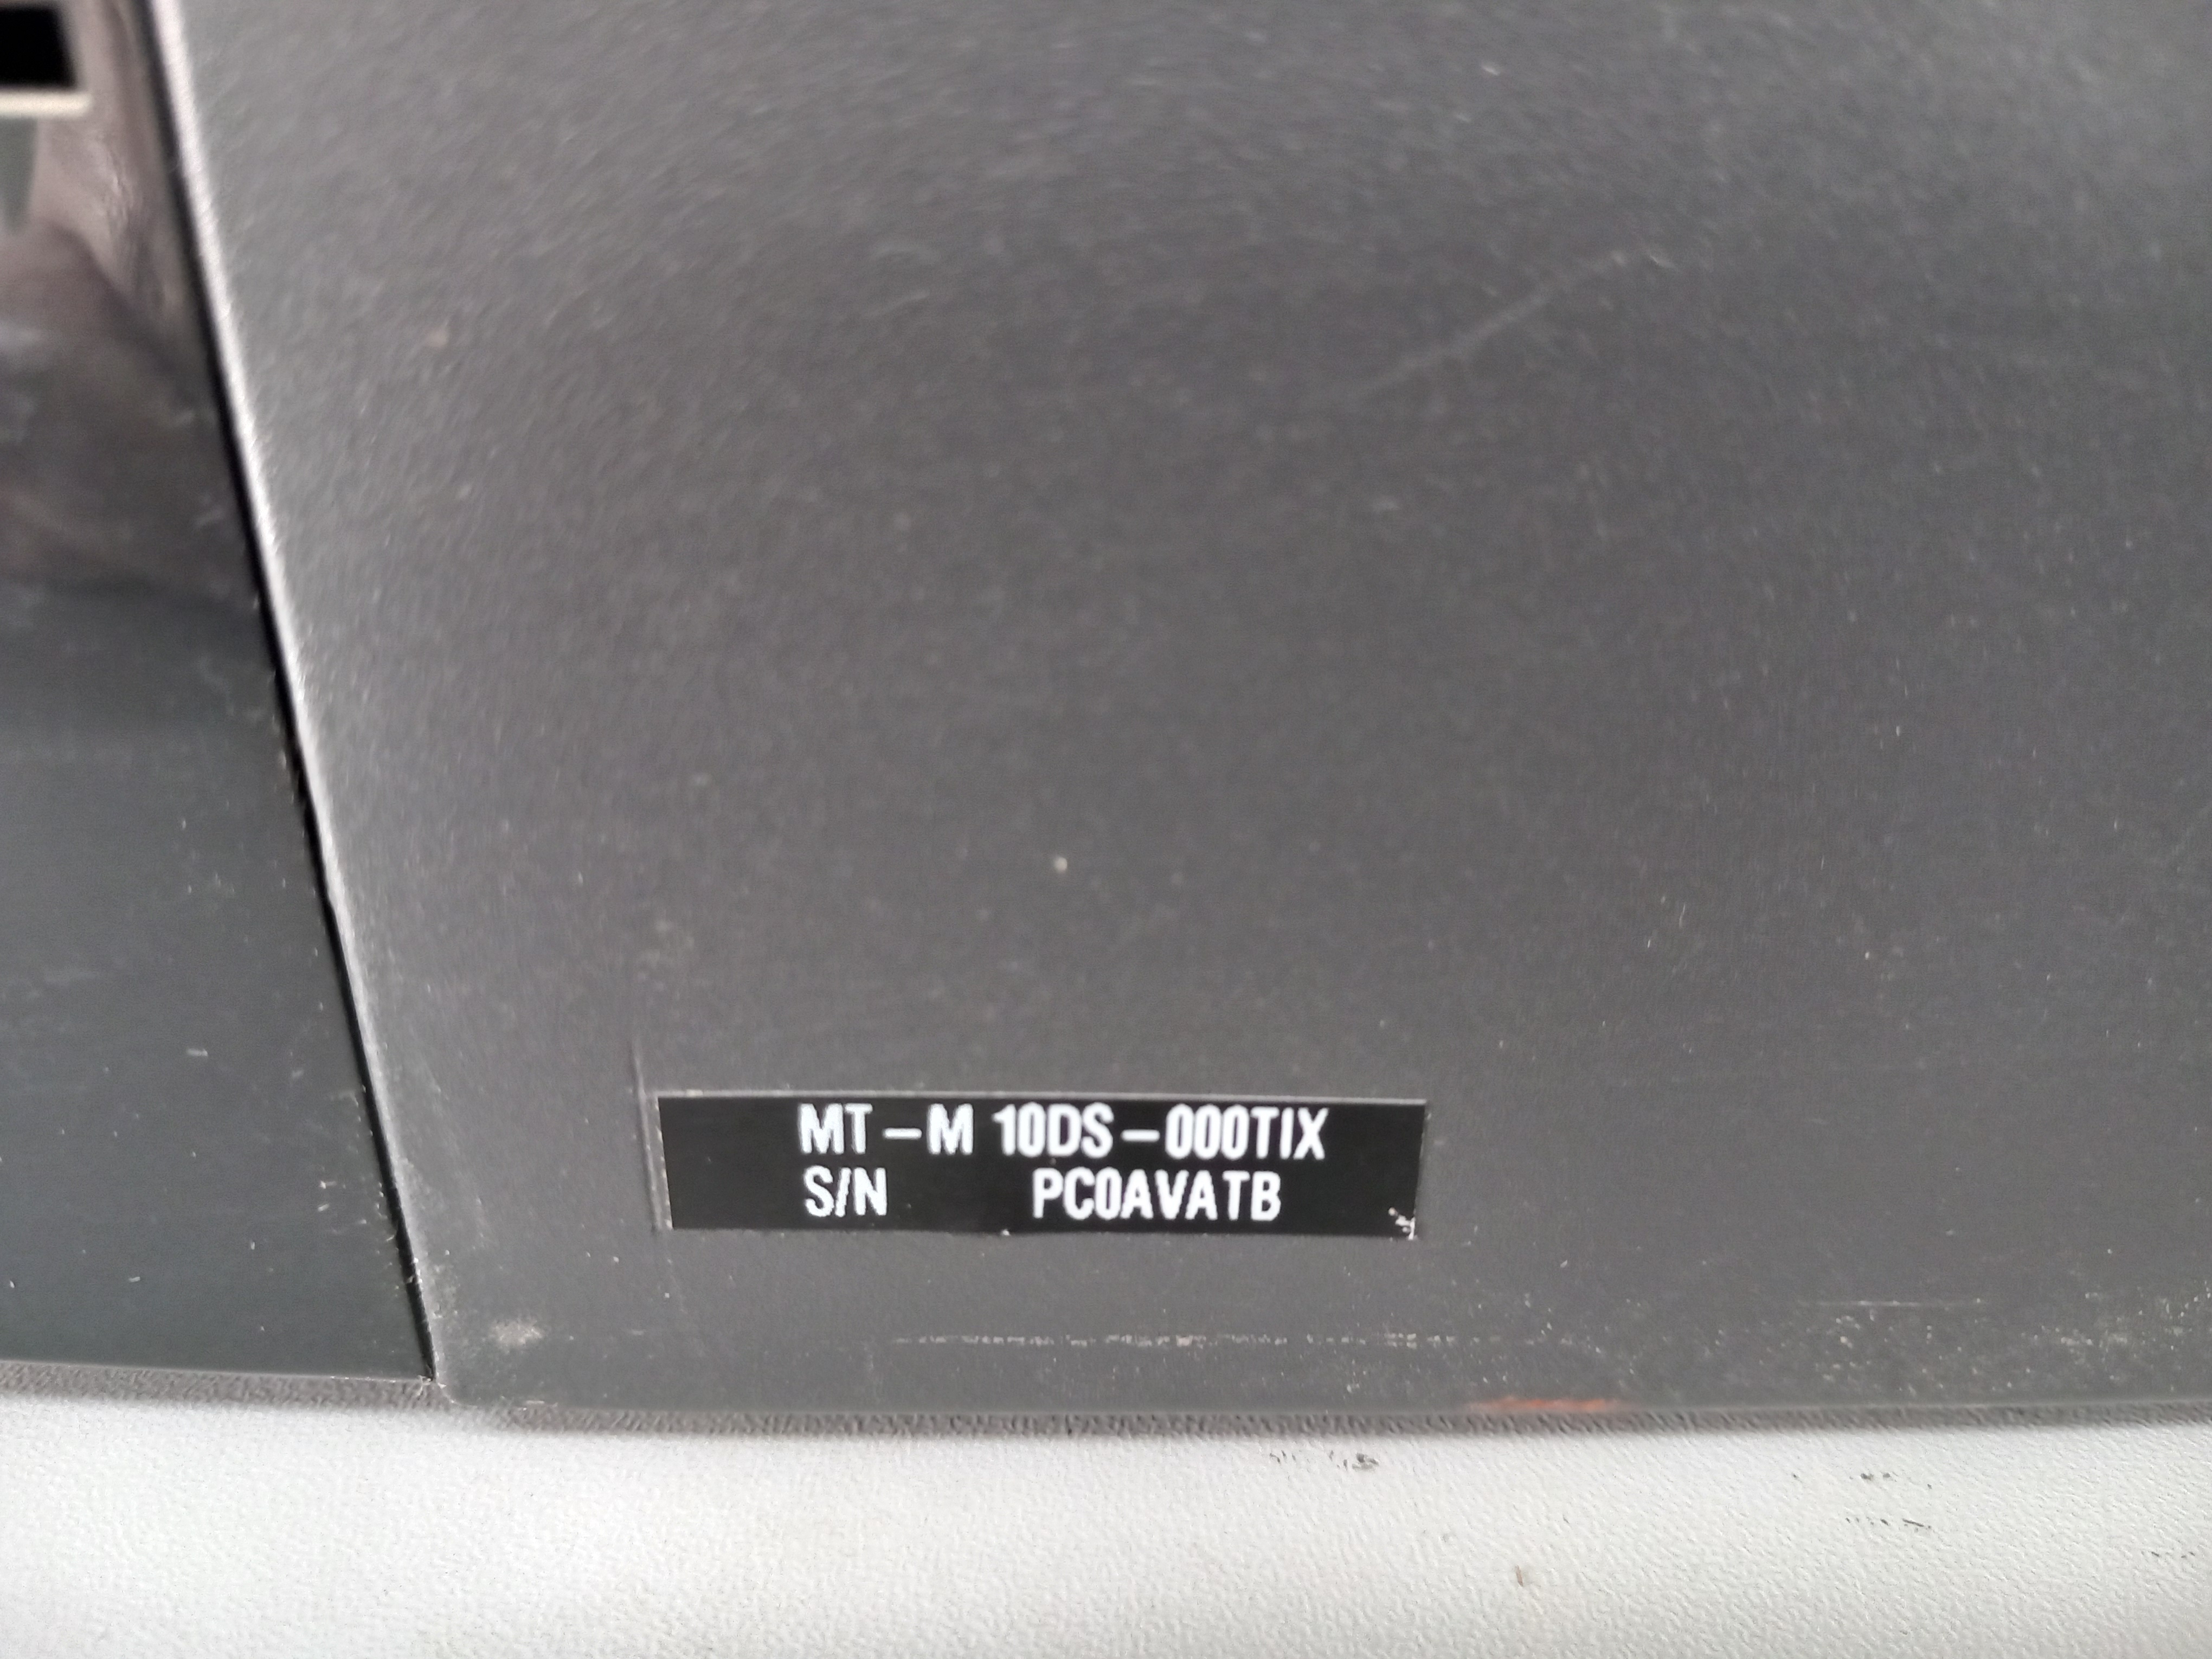 MT-M 10DS-000TIX
S/N PC0AVATB